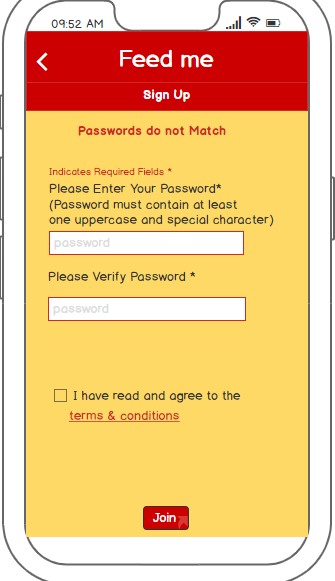 09:52 AM
Feed me
Sign Up
Passwords do not Match
Indicates Required Fields *
Please Enter Your Password*
(Password must contain at least
one uppercase and special character)
password
Please Verify Password *
password
I have read and agree to the
terms & conditions
Join